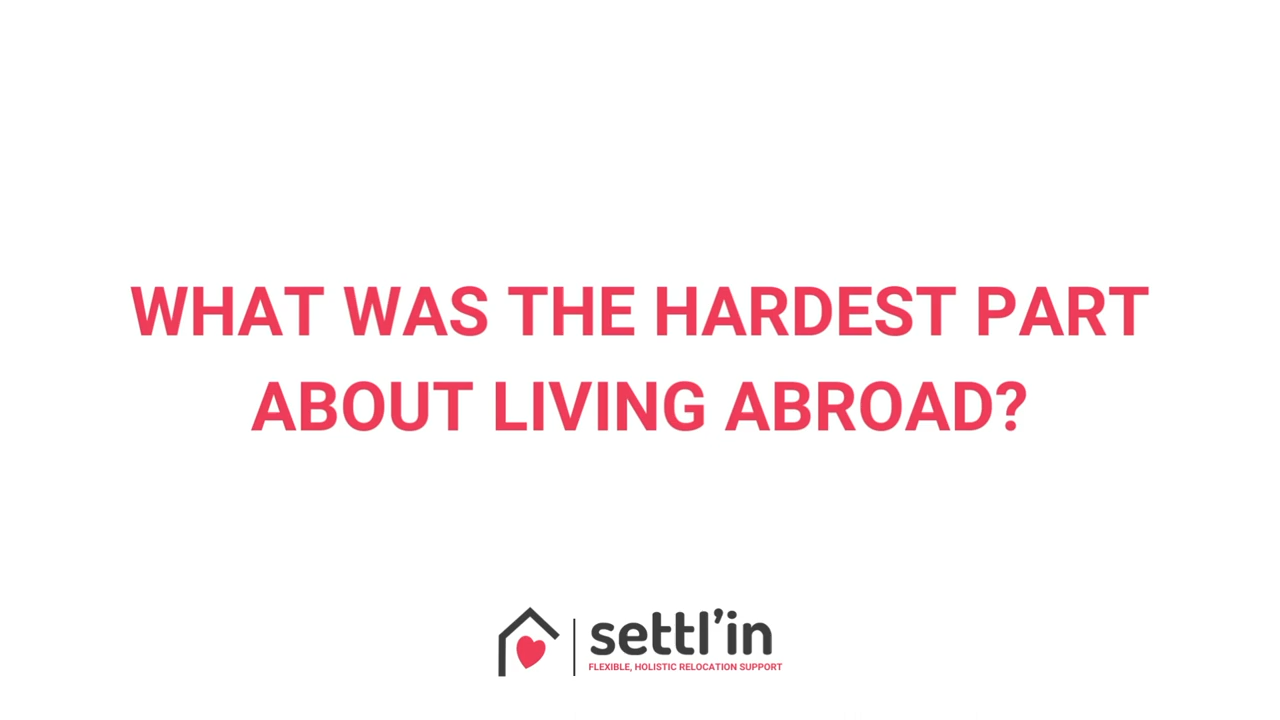 WHAT WAS THE HARDEST PART
ABOUT LIVING ABROAD?
settl'in
FLEXIBLE, HOLISTIC RELOCATION SUPPORT